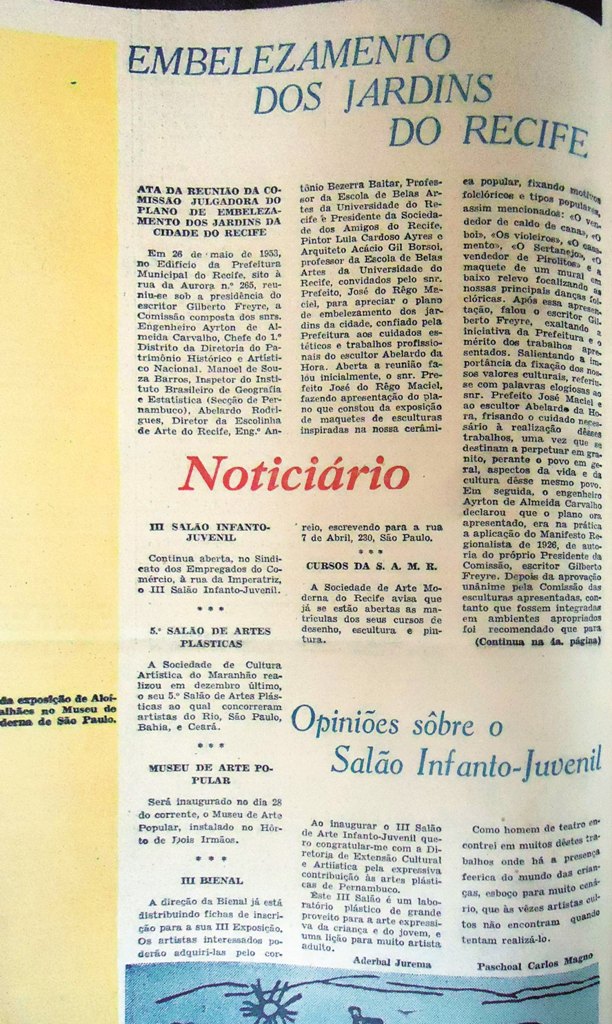 EMBELEZAMENTO
DOS JARDINS
DO RECIFE
ATA DA REUNIÃO DA CO-
MISSÃO JULGADORA DO
PLANO DE EMBELEZA-
MENTO DOS JARDINS DA
CIDADE DO RECIFE
Em 26 de maio de 1953,
no Edifício da Prefeitura
Municipal do Recife, sito à
rua da Aurora n.º 265, reu-
niu-se sob a presidência do
escritor Gilberto Freyre, a
Comissão composta dos snrs.
Engenheiro Ayrton de Al-
meida Carvalho, Chefe do 1.º
Distrito da Diretoria do Pa-
trimônio Histórico e Artísti-
co Nacional. Manoel de Sou-
za Barros, Inspetor do Insti-
tuto Brasileiro de Geografia
e Estatística (Secção de Per-
nambuco), Abelardo Rodri-
gues, Diretor da Escolinha
de Arte do Recife, Eng.º An-
tônio Bezerra Baltar, Profes-
sor da Escola de Belas Ar-
tes da Universidade do Re-
cife e Presidente da Socieda-
de dos Amigos do Recife,
Pintor Lula Cardoso Ayres e
Arquiteto Acácio Gil Borsoi,
professor da Escola de Belas
Artes da Universidade do
Recife, convidados pelo snr.
Prefeito, José do Rêgo Ma-
ciel, para apreciar o plano
de embelezamento dos jar-
dins da cidade, confiado pela
Prefeitura aos cuidados es-
téticos e trabalhos profissio-
nais do escultor Abelardo da
Hora. Aberta a reunião fa-
lou inicialmente, o snr. Pre-
feito José do Rêgo Maciel,
fazendo apresentação do pla-
no que constou da exposição
de maquetes de esculturas
inspiradas na nossa cerâmi-
ca popular, fixando motivos
folclóricos e tipos populares,
assim mencionados: «O ven-
dedor de caldo de cana», «O
boi», «Os violeiros», «O
mento», «O Sertanejo», «O
vendedor de Pirolitos» e a
maquete de um mural em
baixo relevo focalizando as
nossas principais danças fol-
clóricas. Após essa apresen-
tação, falou o escritor Gil-
berto Freyre, exaltando a
iniciativa da Prefeitura e o
mérito dos trabalhos apre-
sentados. Salientando a im-
portância da fixação dos nos-
sos valores culturais, referiu-
se com palavras elogiosas ao
snr. Prefeito José Maciel e
ao escultor Abelardo da Ho-
ra, frisando o cuidado neces-
sário à realização dêsses
trabalhos, uma vez que se
destinam a perpetuar em gra-
nito, perante o povo em ge-
ral, aspectos da vida e da
cultura dêsse mesmo povo.
Em seguida, o engenheiro
Ayrton de Almeida Carvalho
declarou que o plano ora
apresentado, era na prática
a aplicação do Manifesto Re-
gionalista de 1926, de auto-
ria do próprio Presidente da
Comissão, escritor Gilberto
Freyre. Depois da aprovação
unânime pela Comissão das
esculturas apresentadas, con-
tanto que fossem integradas
em ambientes apropriados
foi recomendado que para
(Continua na 4a. página)
Noticiário
III SALÃO INFANTO-
JUVENIL
Continua aberta, no Sindi-
cato dos Empregados do Co-
mércio, à rua da Imperatriz,
o III Salão Infanto-Juvenil.
* * *
5.º SALÃO DE ARTES
PLASTICAS
A Sociedade de Cultura
Artística do Maranhão rea-
lizou em dezembro último,
o seu 5.º Salão de Artes Plás-
ticas ao qual concorreram
artistas do Rio, São Paulo,
Bahia, e Ceará.
* * *
MUSEU DE ARTE PO-
PULAR
Será inaugurado no dia 28
do corrente, o Museu de Arte
Popular, instalado no Hôr-
to de Dois Irmãos.
* * *
III BIENAL
A direção da Bienal já está
distribuindo fichas de inscri-
ção para a sua III Exposição.
Os artistas interessados po-
derão adquiri-las pelo cor-
reio, escrevendo para a rua
7 de Abril, 230, São Paulo.
* * *
CURSOS DA S. A. M. R.
A Sociedade de Arte Mo-
derna do Recife avisa que
já se estão abertas as ma-
trículas dos seus cursos de
desenho, escultura e pin-
tura.
da exposição de Aloí-
alhães no Museu de
derna de São Paulo.
Opiniões sôbre o
Salão Infanto-Juvenil
Ao inaugurar o III Salão
de Arte Infanto-Juvenil que-
ro congratular-me com a Di-
retoria de Extensão Cultural
e Artística pela expressiva
contribuição às artes plásti-
cas de Pernambuco.
Êste III Salão é um labo-
ratório plástico de grande
proveito para a arte expressi-
va da criança e do jovem, e
uma lição para muito artista
adulto.
Aderbal Jurema
Como homem de teatro en-
contrei em muitos dêstes tra-
balhos onde há a presença
feerica do mundo das crian-
ças, esboço para muito cená-
rio, que às vêzes artistas cul-
tos não encontram quando
tentam realizá-lo.
Paschoal Carlos Magno